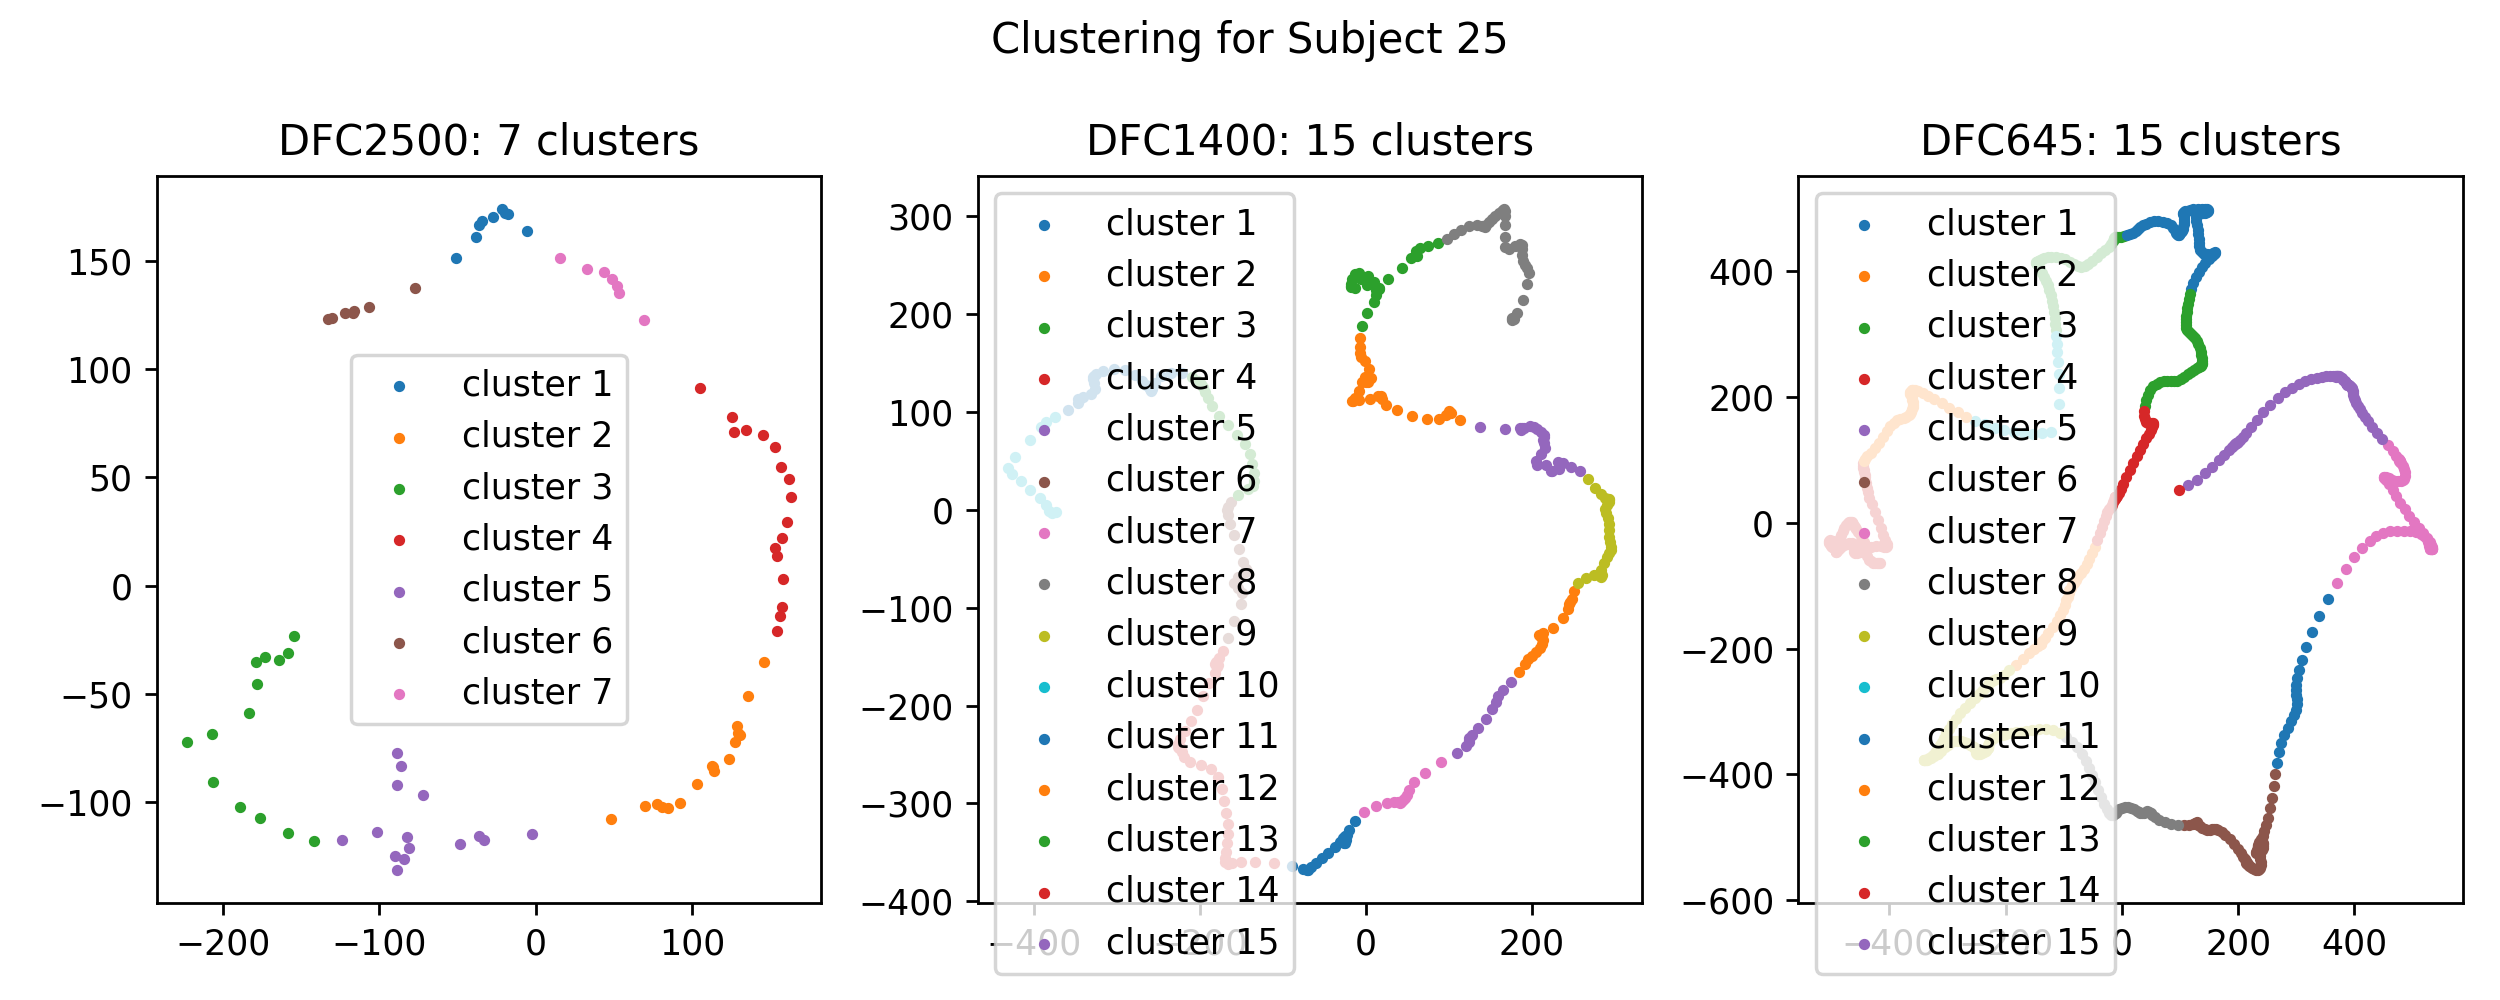 Clustering for Subject 25
DFC2500: 7 clusters
150
100
50
0
−50
−100
−200
−100
0
100
cluster 1
cluster 2
cluster 3
cluster 4
cluster 5
cluster 6
cluster 7
DFC1400: 15 clusters
300
200
100
0
−100
−200
−300
−400
−400
−200
0
200
cluster 1
cluster 2
cluster 3
cluster 4
cluster 5
cluster 6
cluster 7
cluster 8
cluster 9
cluster 10
cluster 11
cluster 12
cluster 13
cluster 14
cluster 15
DFC645: 15 clusters
400
200
0
−200
−400
−600
−400
−200
0
200
400
cluster 1
cluster 2
cluster 3
cluster 4
cluster 5
cluster 6
cluster 7
cluster 8
cluster 9
cluster 10
cluster 11
cluster 12
cluster 13
cluster 14
cluster 15